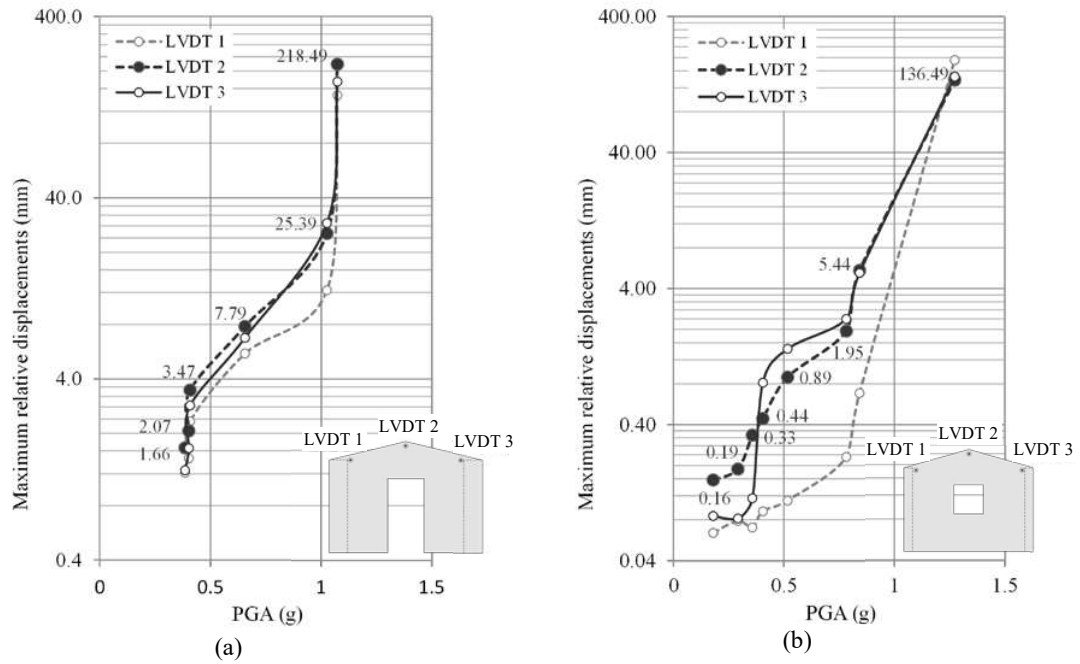 400.0
LVDT 1
218.49
LVDT 2
LVDT 3
40.0
25.39
7.79
3.47
4.0
2.07
1.66
0.4
LVDT 1
LVDT 2
LVDT 3
Maximum relative displacements (mm)
0
0.5
1
1.5
PGA (g)
(a)
400.00
LVDT 1
LVDT 2
136.49
LVDT 3
40.00
5.44
4.00
1.95
0.89
0.44
0.40
0.33
0.19
0.16
0.04
LVDT 1
LVDT 2
LVDT 3
Maximum relative displacements (mm)
0
0.5
1
1.5
PGA (g)
(b)